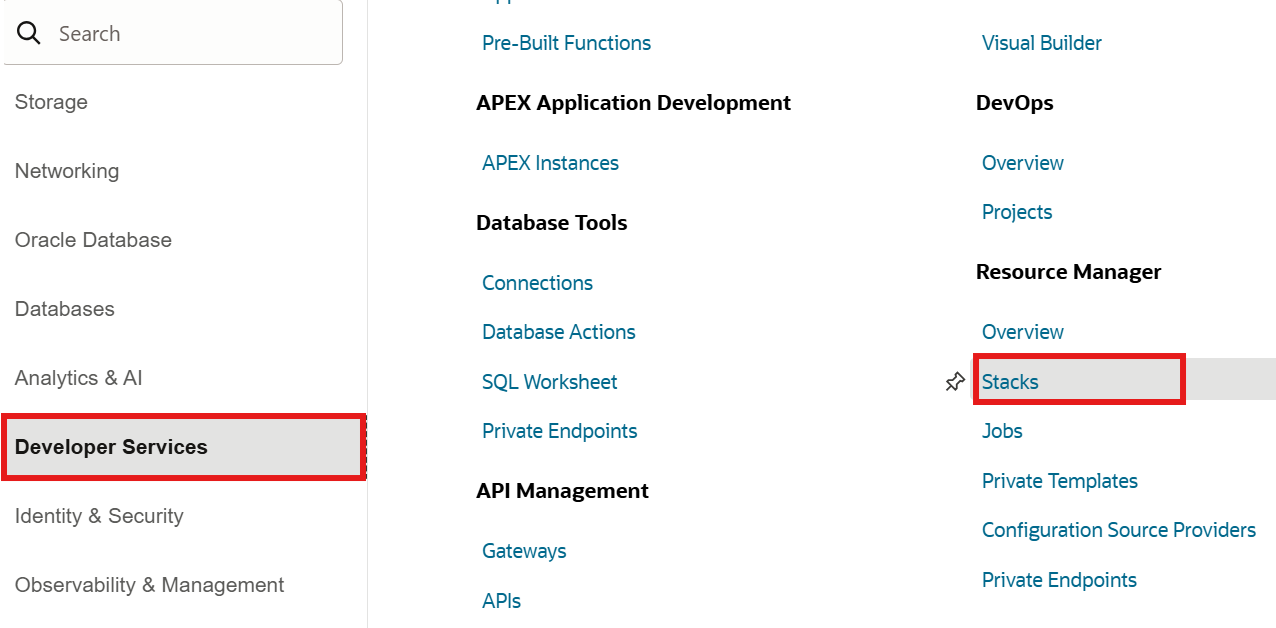 Search
Storage
Networking
Oracle Database
Databases
Analytics & AI
Developer Services
Identity & Security
Observability & Management
Pre-Built Functions
APEX Application Development
APEX Instances
Database Tools
Connections
Database Actions
SQL Worksheet
Private Endpoints
API Management
Gateways
APIs
Visual Builder
DevOps
Overview
Projects
Resource Manager
Overview
Stacks
Jobs
Private Templates
Configuration Source Providers
Private Endpoints